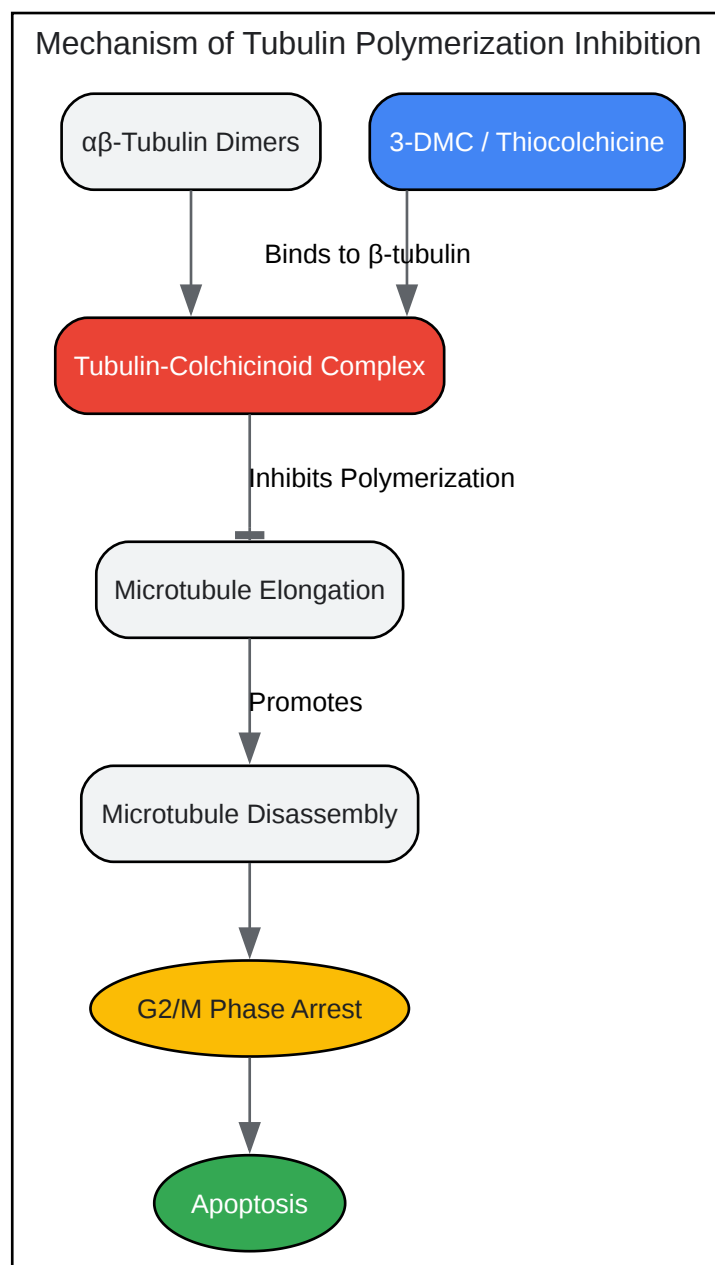 Mechanism of Tubulin Polymerization Inhibition
αβ-Tubulin Dimers
3-DMC / Thiocolchicine
Binds to β-tubulin
Tubulin-Colchicinoid Complex
Inhibits Polymerization
Microtubule Elongation
Promotes
Microtubule Disassembly
G2/M Phase Arrest
Apoptosis